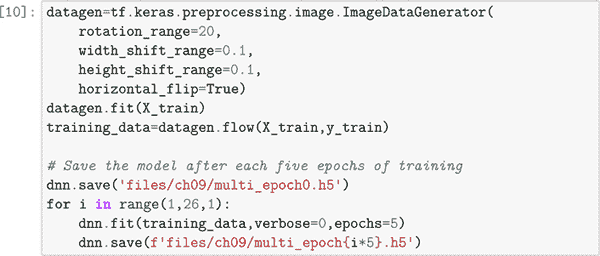 [10]: datagen=tf.keras.preprocessing.image.ImageDataGenerator(
    rotation_range=20,
    width_shift_range=0.1,
    height_shift_range=0.1,
    horizontal_flip=True)
datagen.fit(X_train)
training_data=datagen.flow(X_train,y_train)

# Save the model after each five epochs of training
dnn.save('files/ch09/multi_epoch0.h5')
for i in range(1,26,1):
    dnn.fit(training_data,verbose=0,epochs=5)
    dnn.save(f'files/ch09/multi_epoch{i*5}.h5')